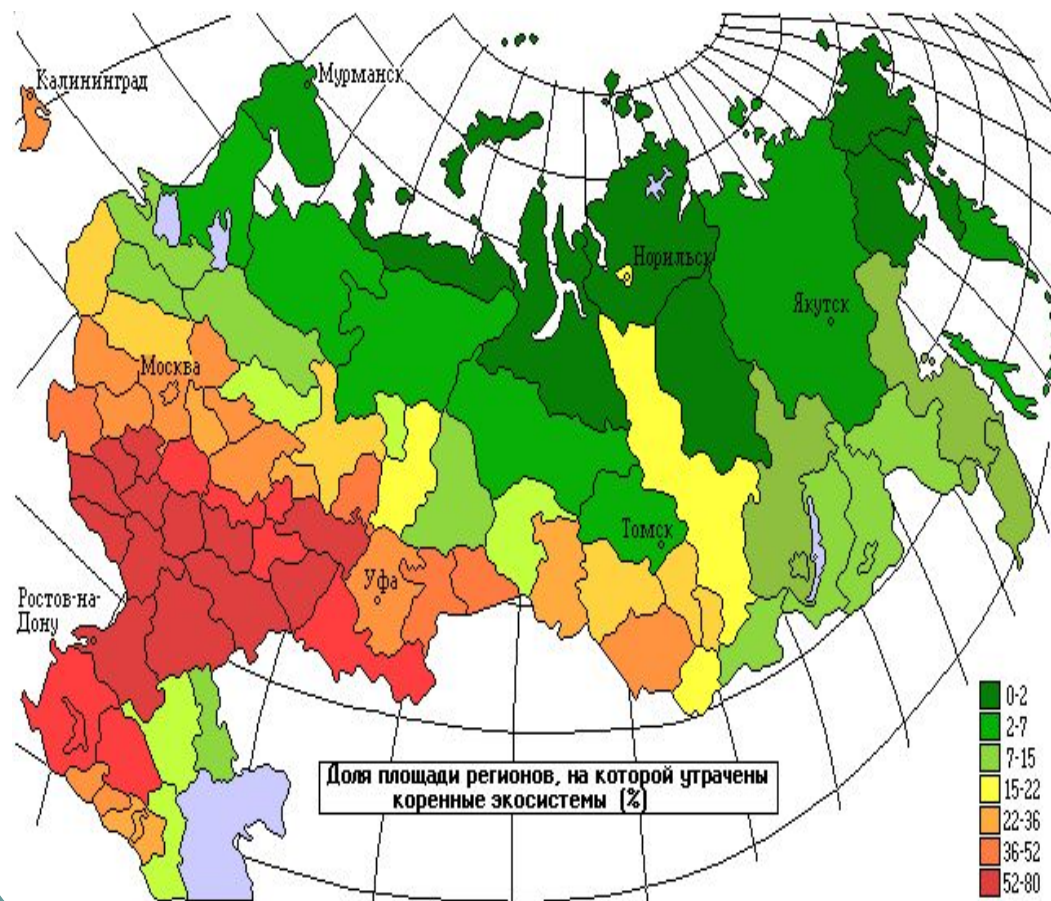 Калининград
Мурманск
Норильск
Якутск
Москва
Томск
Уфа
Ростов-на-
Дону
Доля площади регионов, на которой утрачены
коренные экосистемы (%)
0-2
2-7
7-15
15-22
22-36
36-52
52-80